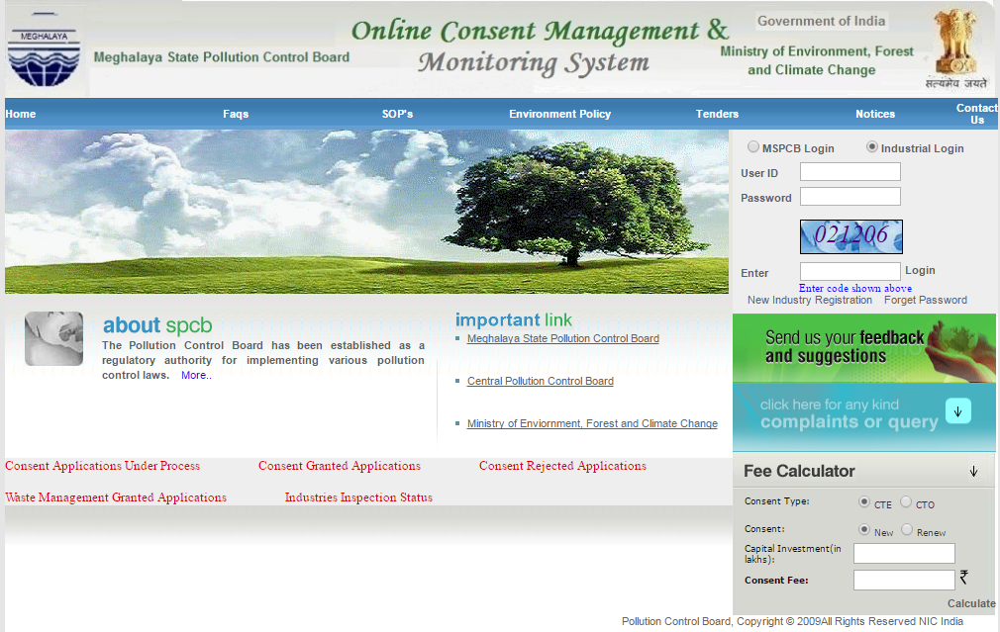 MEGHALAYA
Meghalaya State Pollution Control Board
Online Consent Management &
Monitoring System
Government of India
Ministry of Environment, Forest
and Climate Change
सत्यमेव जयते
Home Faqs SOP's Environment Policy Tenders Notices Contact Us
MSPCB Login Industrial Login
User ID
Password
021206
Enter Login
Enter code shown above
New Industry Registration Forget Password
about spcb
The Pollution Control Board has been established as a
regulatory authority for implementing various pollution
control laws. More..
important link
Meghalaya State Pollution Control Board
Central Pollution Control Board
Ministry of Enviornment, Forest and Climate Change
Send us your feedback
and suggestions
click here for any kind
complaints or query
Consent Applications Under Process Consent Granted Applications Consent Rejected Applications
Waste Management Granted Applications Industries Inspection Status
Fee Calculator
Consent Type: CTE CTO
Consent: New Renew
Capital Investment(in
lakhs):
Consent Fee: ₹
Calculate
Pollution Control Board, Copyright © 2009All Rights Reserved NIC India